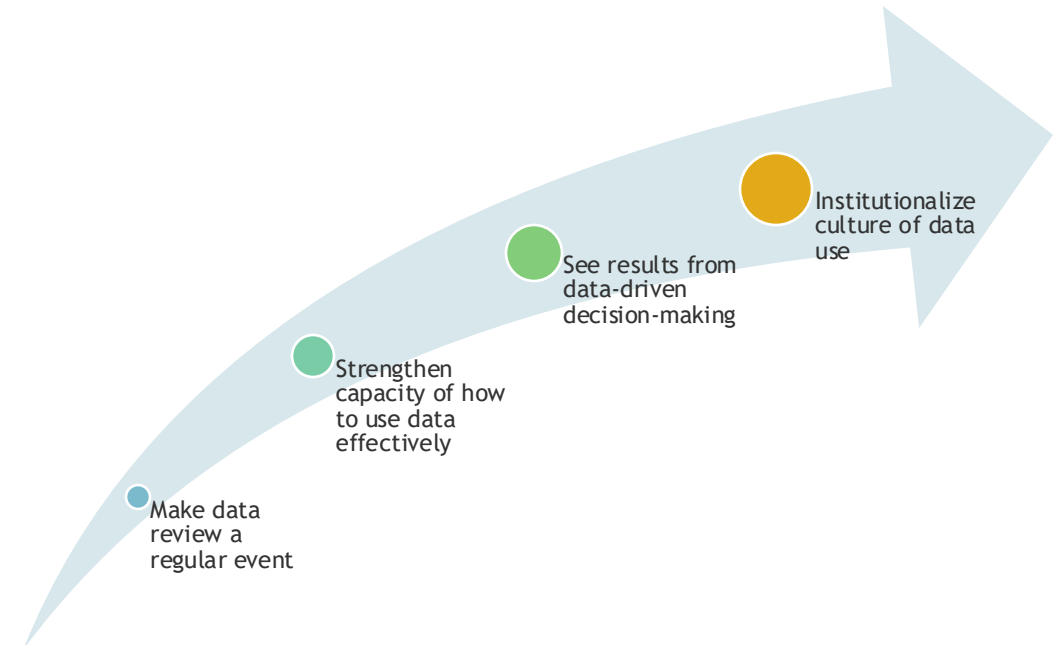 Make data
review a
regular event
Strengthen
capacity of how
to use data
effectively
See results from
data-driven
decision-making
Institutionalize
culture of data
use